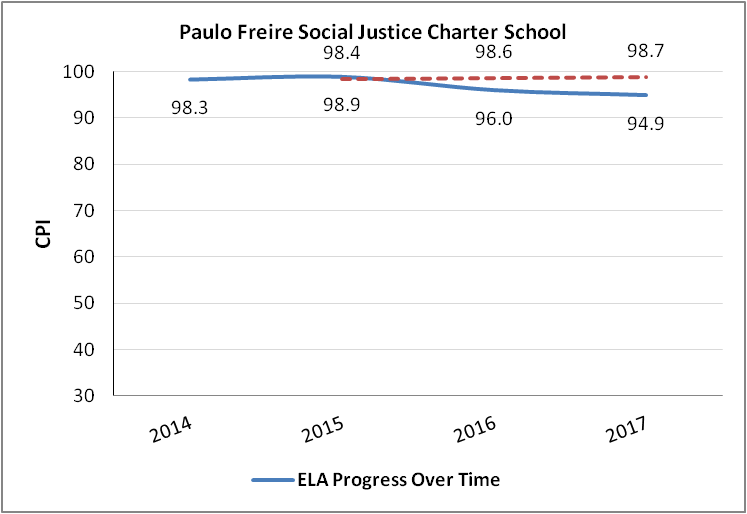 Paulo Freire Social Justice Charter School
98.4 98.6 98.7
100
90
80
70
60
50
40
30
98.3 98.9 96.0 94.9
CPI
2014 2015 2016 2017
ELA Progress Over Time